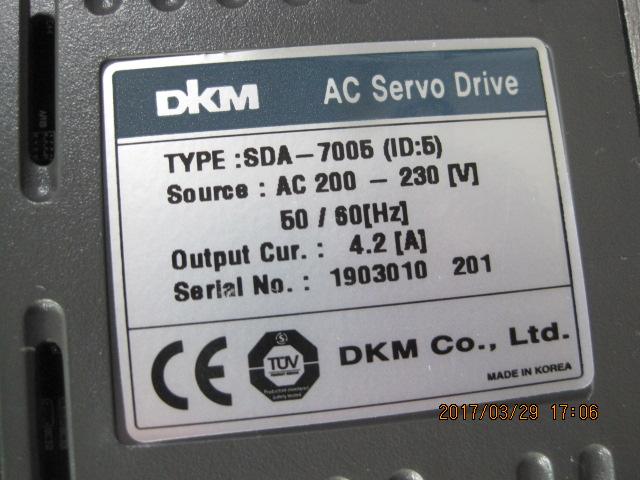 DKM AC Servo Drive
TYPE : SDA-7005 (ID:5)
Source : AC 200 - 230 [V]
50 / 60[Hz]
Output Cur. : 4.2 [A]
Serial No. : 1903010 201
CE TÜV DKM Co., Ltd.
MADE IN KOREA
2017/03/29 17:06